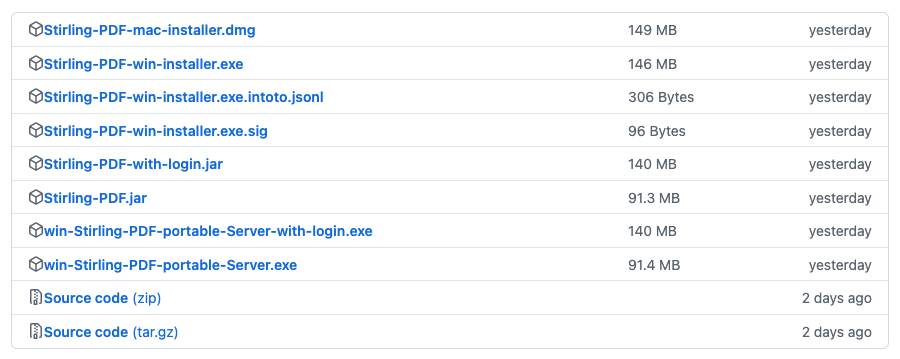 Stirling-PDF-mac-installer.dmg 149 MB yesterday
Stirling-PDF-win-installer.exe 146 MB yesterday
Stirling-PDF-win-installer.exe.intoto.jsonl 306 Bytes yesterday
Stirling-PDF-win-installer.exe.sig 96 Bytes yesterday
Stirling-PDF-with-login.jar 140 MB yesterday
Stirling-PDF.jar 91.3 MB yesterday
win-Stirling-PDF-portable-Server-with-login.exe 140 MB yesterday
win-Stirling-PDF-portable-Server.exe 91.4 MB yesterday
Source code (zip) 2 days ago
Source code (tar.gz) 2 days ago